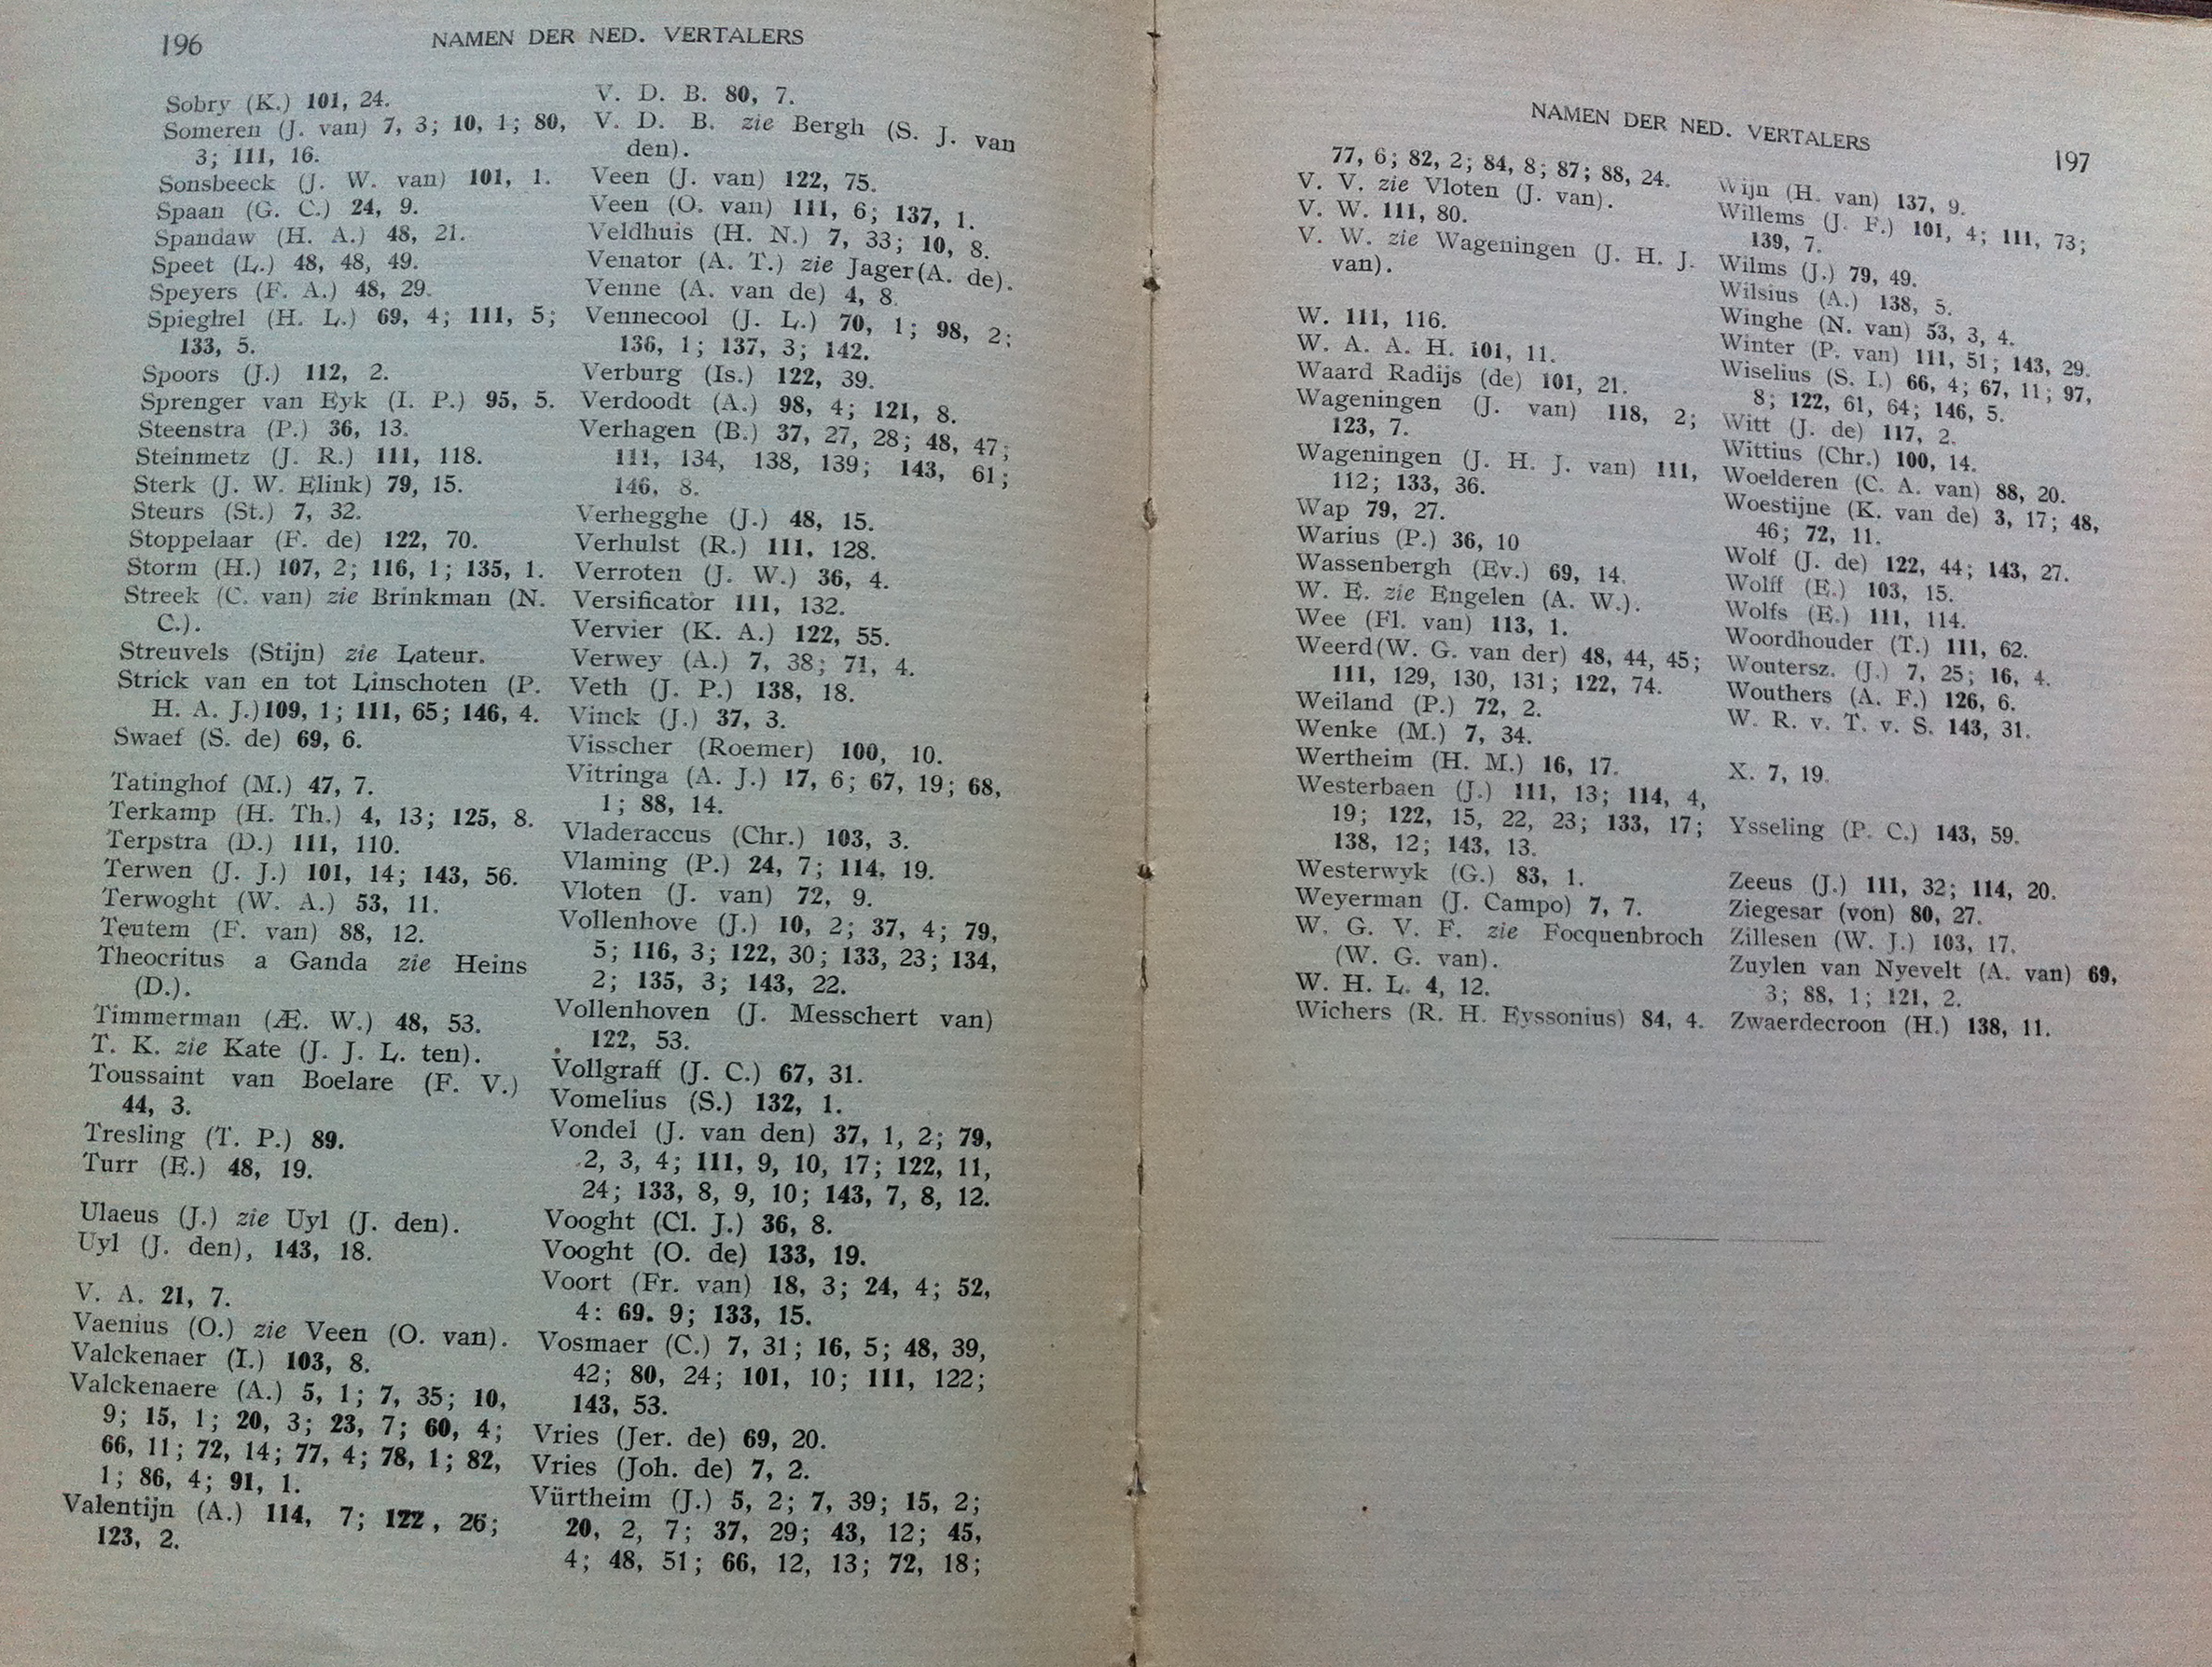 196
NAMEN DER NED. VERTALERS
Sobry (K.) 101, 24.
Someren (J. van) 7, 3; 10, 1; 80,
3; 111, 16.
Sonsbeeck (J. W. van) 101, 1.
Spaan (G. C.) 24, 9.
Spandaw (H. A.) 48, 21.
Speet (L.) 48, 48, 49.
Speyers (F. A.) 48, 29.
Spieghel (H. L.) 69, 4; 111, 5;
133, 5.
Spoors (J.) 112, 2.
Sprenger van Eyk (I. P.) 95, 5.
Steenstra (P.) 36, 13.
Steinmetz (J. R.) 111, 118.
Sterk (J. W. Elink) 79, 15.
Steurs (St.) 7, 32.
Stoppelaar (F. de) 122, 70.
Storm (H.) 107, 2; 116, 1; 135, 1.
Streek (C. van) zie Brinkman (N.
C.).
Streuvels (Stijn) zie Lateur.
Strick van en tot Linschoten (P.
H. A. J.) 109, 1; 111, 65; 146, 4.
Swaef (S. de) 69, 6.
Tatinghof (M.) 47, 7.
Terkamp (H. Th.) 4, 13; 125, 8.
Terpstra (D.) 111, 110.
Terwen (J. J.) 101, 14; 143, 56.
Terwoght (W. A.) 53, 11.
Teutem (F. van) 88, 12.
Theocritus a Ganda zie Heins
(D.).
Timmerman (Æ. W.) 48, 53.
T. K. zie Kate (J. J. L. ten).
Toussaint van Boelare (F. V.)
44, 3.
Tresling (T. P.) 89.
Turr (E.) 48, 19.
Ulaeus (J.) zie Uyl (J. den).
Uyl (J. den), 143, 18.
V. A. 21, 7.
Vaenius (O.) zie Veen (O. van).
Valckenaer (I.) 103, 8.
Valckenaere (A.) 5, 1; 7, 35; 10,
9; 15, 1; 20, 3; 23, 7; 60, 4;
66, 11; 72, 14; 77, 4; 78, 1; 82,
1; 86, 4; 91, 1.
Valentijn (A.) 114, 7; 122, 26;
123, 2.
V. D. B. 80, 7.
V. D. B. zie Bergh (S. J. van
den).
Veen (J. van) 122, 75.
Veen (O. van) 111, 6; 137, 1.
Veldhuis (H. N.) 7, 33; 10, 8.
Venator (A. T.) zie Jager (A. de).
Venne (A. van de) 4, 8.
Vennecool (J. L.) 70, 1; 98, 2;
136, 1; 137, 3; 142.
Verburg (Is.) 122, 39.
Verdoodt (A.) 98, 4; 121, 8.
Verhagen (B.) 37, 27, 28; 48, 47;
111, 134, 138, 139; 143, 61;
146, 8.
Verhegghe (J.) 48, 15.
Verhulst (R.) 111, 128.
Verroten (J. W.) 36, 4.
Versificator 111, 132.
Vervier (K. A.) 122, 55.
Verwey (A.) 7, 38; 71, 4.
Veth (J. P.) 138, 18.
Vinck (J.) 37, 3.
Visscher (Roemer) 100, 10.
Vitringa (A. J.) 17, 6; 67, 19; 68,
1; 88, 14.
Vladeraccus (Chr.) 103, 3.
Vlaming (P.) 24, 7; 114, 19.
Vloten (J. van) 72, 9.
Vollenhove (J.) 10, 2; 37, 4; 79,
5; 116, 3; 122, 30; 133, 23; 134,
2; 135, 3; 143, 22.
Vollenhoven (J. Messchert van)
122, 53.
Vollgraff (J. C.) 67, 31.
Vomelius (S.) 132, 1.
Vondel (J. van den) 37, 1, 2; 79,
2, 3, 4; 111, 9, 10, 17; 122, 11,
24; 133, 8, 9, 10; 143, 7, 8, 12.
Vooght (Cl. J.) 36, 8.
Vooght (O. de) 133, 19.
Voort (Fr. van) 18, 3; 24, 4; 52,
4: 69. 9; 133, 15.
Vosmaer (C.) 7, 31; 16, 5; 48, 39,
42; 80, 24; 101, 10; 111, 122;
143, 53.
Vries (Jer. de) 69, 20.
Vries (Joh. de) 7, 2.
Vürtheim (J.) 5, 2; 7, 39; 15, 2;
20, 2, 7; 37, 29; 43, 12; 45,
4; 48, 51; 66, 12, 13; 72, 18;
NAMEN DER NED. VERTALERS
197
77, 6; 82, 2; 84, 8; 87; 88, 24.
V. V. zie Vloten (J. van).
V. W. 111, 80.
V. W. zie Wageningen (J. H. J.
van).
W. 111, 116.
W. A. A. H. 101, 11.
Waard Radijs (de) 101, 21.
Wageningen (J. van) 118, 2;
123, 7.
Wageningen (J. H. J. van) 111,
112; 133, 36.
Wap 79, 27.
Warius (P.) 36, 10
Wassenbergh (Ev.) 69, 14.
W. E. zie Engelen (A. W.).
Wee (Fl. van) 113, 1.
Weerd (W. G. van der) 48, 44, 45;
111, 129, 130, 131; 122, 74.
Weiland (P.) 72, 2.
Wenke (M.) 7, 34.
Wertheim (H. M.) 16, 17.
Westerbaen (J.) 111, 13; 114, 4,
19; 122, 15, 22, 23; 133, 17;
138, 12; 143, 13.
Westerwyk (G.) 83, 1.
Weyerman (J. Campo) 7, 7.
W. G. V. F. zie Focquenbroch
(W. G. van).
W. H. L. 4, 12.
Wichers (R. H. Eyssonius) 84, 4.
Wijn (H. van) 137, 9.
Willems (J. F.) 101, 4; 111, 73;
139, 7.
Wilms (J.) 79, 49.
Wilsius (A.) 138, 5.
Winghe (N. van) 53, 3, 4.
Winter (P. van) 111, 51; 143, 29.
Wiselius (S. I.) 66, 4; 67, 11; 97,
8; 122, 61, 64; 146, 5.
Witt (J. de) 117, 2.
Wittius (Chr.) 100, 14.
Woelderen (C. A. van) 88, 20.
Woestijne (K. van de) 3, 17; 48,
46; 72, 11.
Wolf (J. de) 122, 44; 143, 27.
Wolff (E.) 103, 15.
Wolfs (E.) 111, 114.
Woordhouder (T.) 111, 62.
Woutersz. (J.) 7, 25; 16, 4.
Wouthers (A. F.) 126, 6.
W. R. v. T. v. S. 143, 31.
X. 7, 19.
Ysseling (P. C.) 143, 59.
Zeeus (J.) 111, 32; 114, 20.
Ziegesar (von) 80, 27.
Zillesen (W. J.) 103, 17.
Zuylen van Nyevelt (A. van) 69,
3; 88, 1; 121, 2.
Zwaerdecroon (H.) 138, 11.